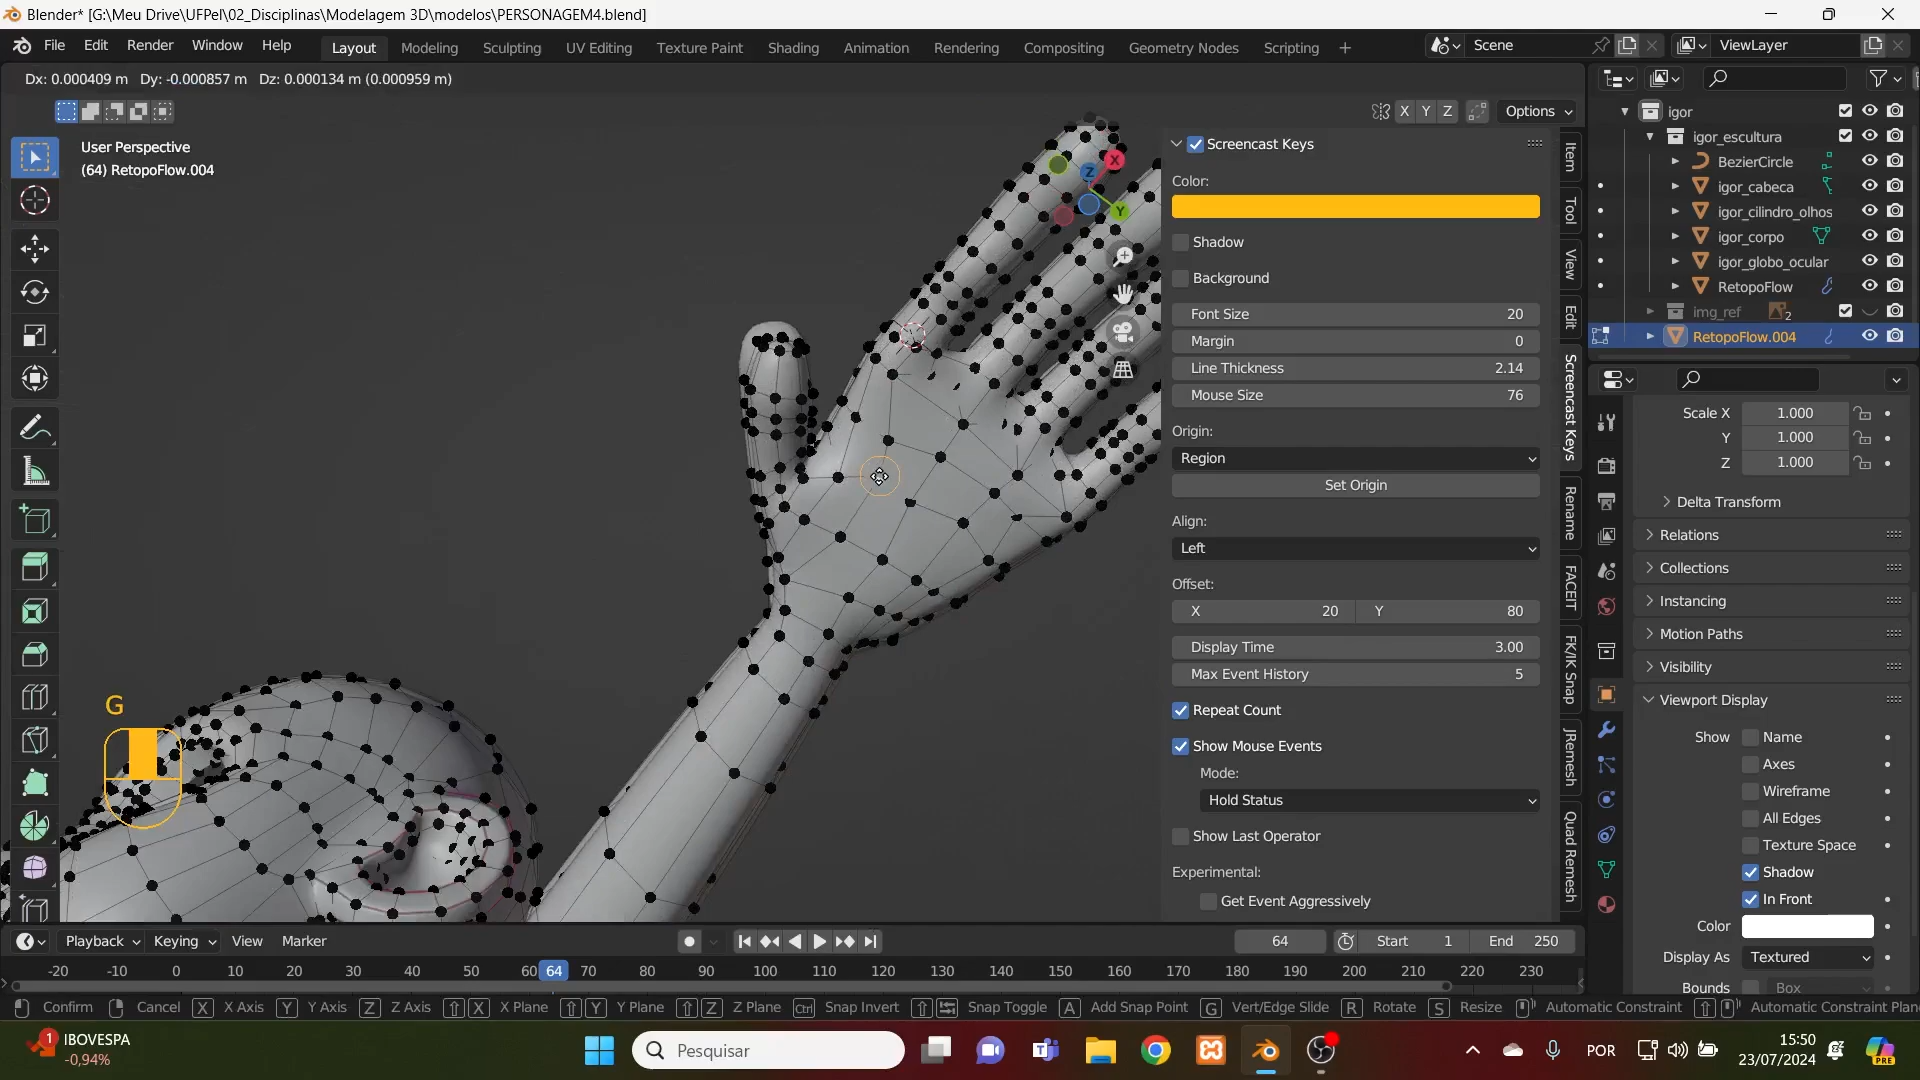 Blender* [G:\Meu Drive\UFPel\02_Disciplinas\Modelagem 3D\modelos\PERSONAGEM4.blend]
File Edit Render Window Help Layout Modeling Sculpting UV Editing Texture Paint Shading Animation Rendering Compositing Geometry Nodes Scripting + Scene ViewLayer
Dx: 0.000409 m Dy: -0.000857 m Dz: 0.000134 m (0.000959 m)
X Y Z Options
User Perspective
(64) RetopoFlow.004
Screencast Keys
Color:
Shadow
Background
Font Size 20
Margin 0
Line Thickness 2.14
Mouse Size 76
Origin:
Region
Set Origin
Align:
Left
Offset:
X 20 Y 80
Display Time 3.00
Max Event History 5
Repeat Count
Show Mouse Events
Mode:
Hold Status
Show Last Operator
Experimental:
Get Event Aggressively
Item
Tool
View
Edit
Screencast Keys
Rename
FACEIT
FK/IK Snap
JRemesh
Quad Remesh
X
Y
Z
G
igor
igor_escultura
BezierCircle
igor_cabeca
igor_cilindro_olhos
igor_corpo
igor_globo_ocular
RetopoFlow
img_ref 2
RetopoFlow.004
Scale X 1.000
Y 1.000
Z 1.000
Delta Transform
Relations
Collections
Instancing
Motion Paths
Visibility
Viewport Display
Show Name
Axes
Wireframe
All Edges
Texture Space
Shadow
In Front
Color
Display As Textured
Bounds Box
Playback Keying View Marker 64 Start 1 End 250
-20 -10 0 10 20 30 40 50 60 64 70 80 90 100 110 120 130 140 150 160 170 180 190 200 210 220 230
Confirm Cancel X X Axis Y Y Axis Z Z Axis X X Plane Y Y Plane Z Z Plane Ctrl Snap Invert Snap Toggle A Add Snap Point G Vert/Edge Slide R Rotate S Resize Automatic Constraint Automatic Constraint Plane
1 IBOVESPA
-0,94%
Pesquisar
POR
15:50
23/07/2024
PRE